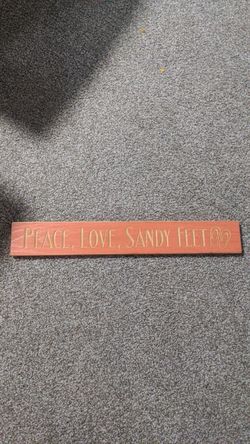 PEACE, LOVE, SANDY FEET